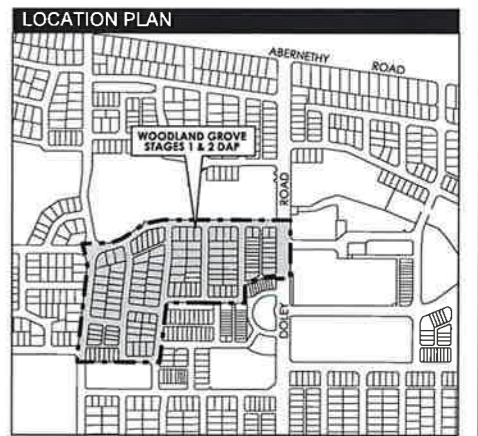 LOCATION PLAN
ABERNETHY ROAD
WOODLAND GROVE
STAGES 1 & 2 DAP
ROAD
DOLEY